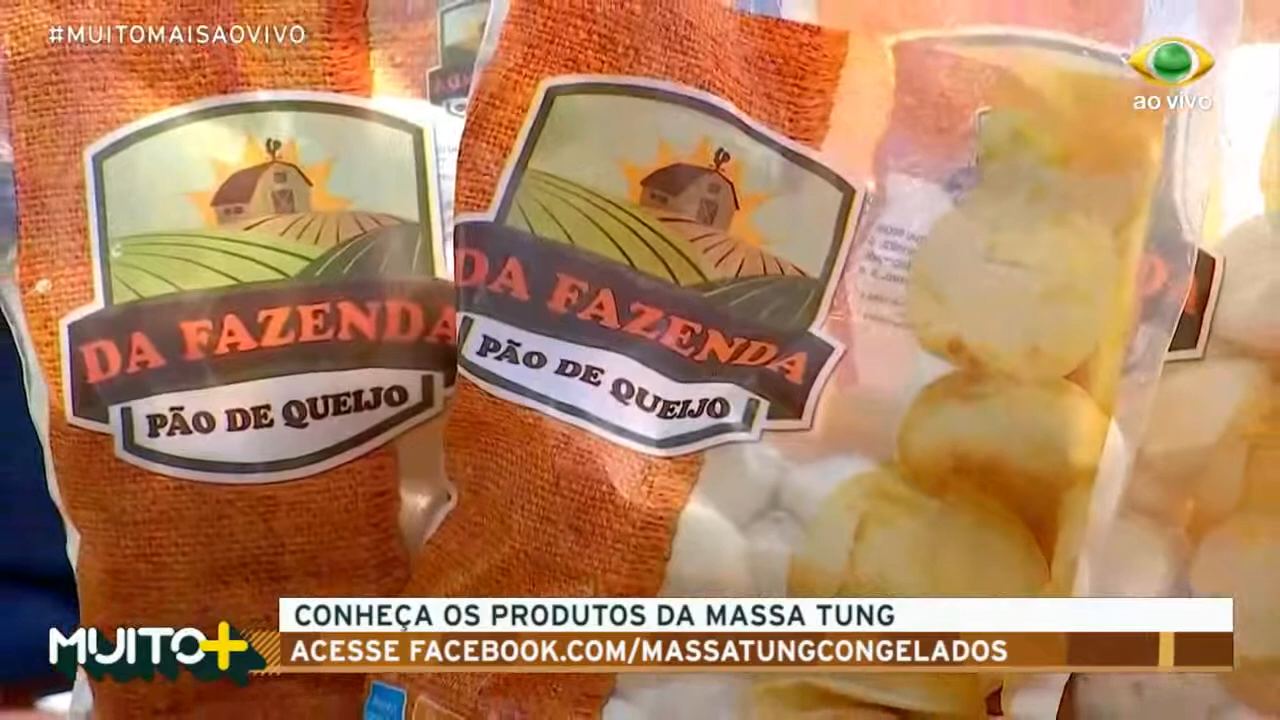 #MUITOMAISAOVIVO
ao vivo
DA FAZENDA
PÃO DE QUEIJO
DA FAZENDA
PÃO DE QUEIJO
CONHEÇA OS PRODUTOS DA MASSA TUNG
MUITO+
ACESSE FACEBOOK.COM/MASSATUNGCONGELADOS